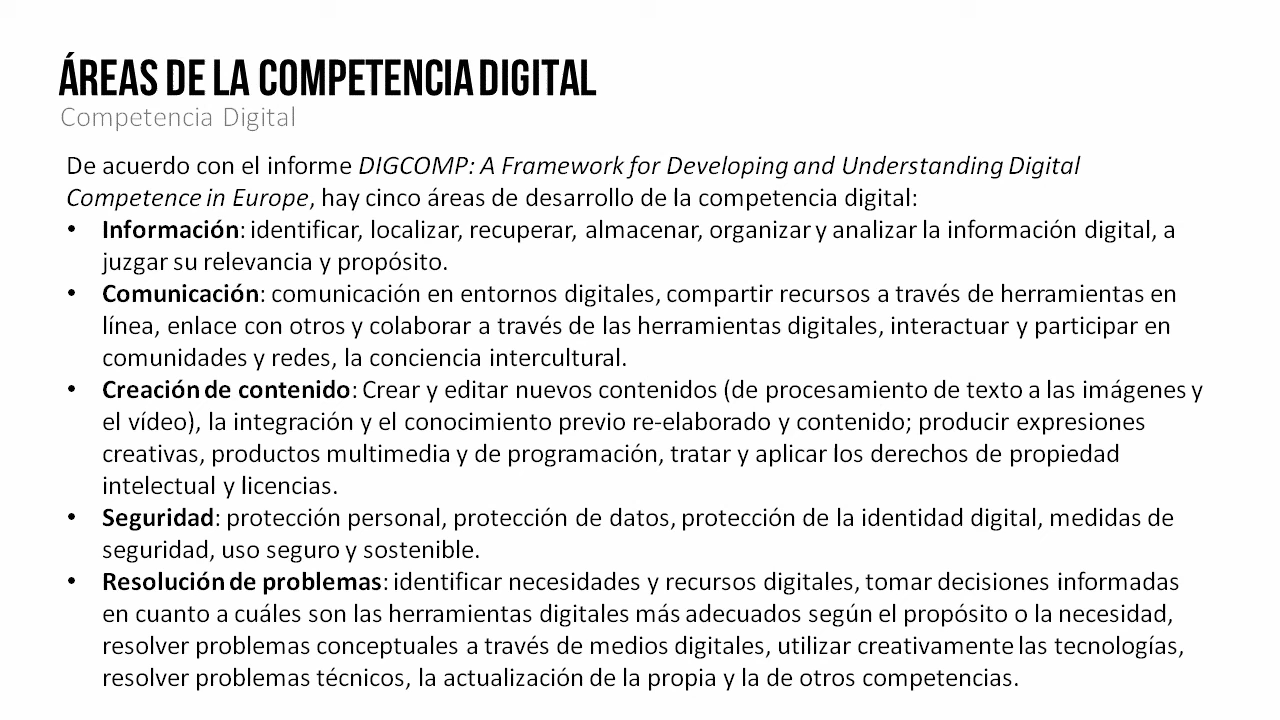 ÁREAS DE LA COMPETENCIA DIGITAL
Competencia Digital
De acuerdo con el informe DIGCOMP: A Framework for Developing and Understanding Digital
Competence in Europe, hay cinco áreas de desarrollo de la competencia digital:
• Información: identificar, localizar, recuperar, almacenar, organizar y analizar la información digital, a
juzgar su relevancia y propósito.
• Comunicación: comunicación en entornos digitales, compartir recursos a través de herramientas en
línea, enlace con otros y colaborar a través de las herramientas digitales, interactuar y participar en
comunidades y redes, la conciencia intercultural.
• Creación de contenido: Crear y editar nuevos contenidos (de procesamiento de texto a las imágenes y
el vídeo), la integración y el conocimiento previo re-elaborado y contenido; producir expresiones
creativas, productos multimedia y de programación, tratar y aplicar los derechos de propiedad
intelectual y licencias.
• Seguridad: protección personal, protección de datos, protección de la identidad digital, medidas de
seguridad, uso seguro y sostenible.
• Resolución de problemas: identificar necesidades y recursos digitales, tomar decisiones informadas
en cuanto a cuáles son las herramientas digitales más adecuados según el propósito o la necesidad,
resolver problemas conceptuales a través de medios digitales, utilizar creativamente las tecnologías,
resolver problemas técnicos, la actualización de la propia y la de otros competencias.